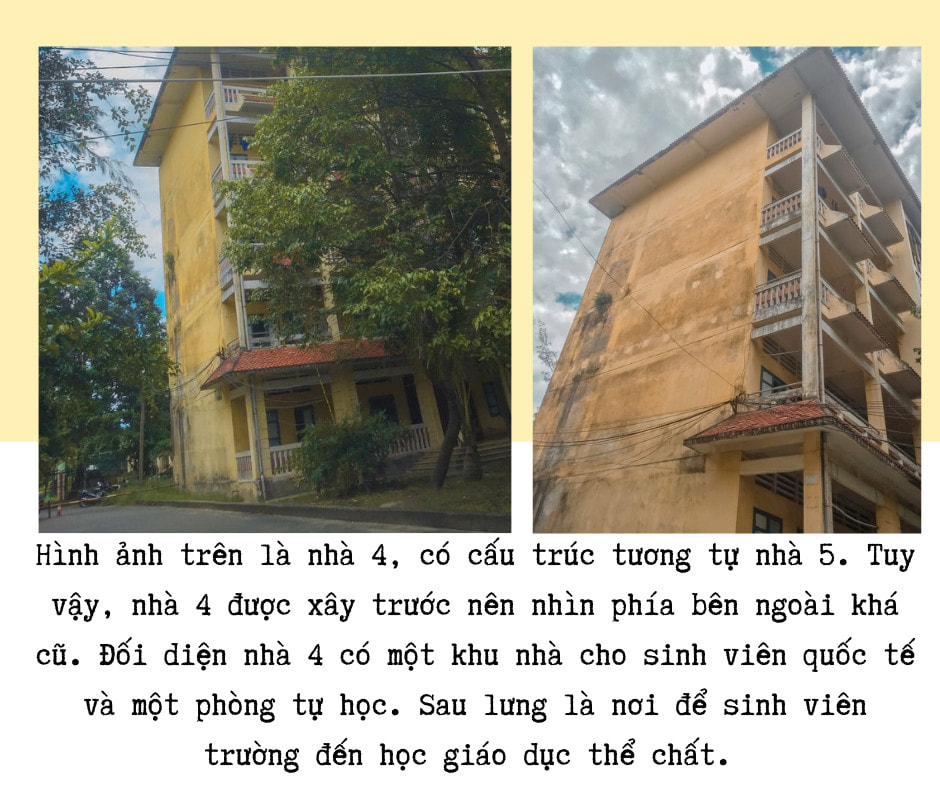 Hình ảnh trên là nhà 4, có cấu trúc tương tự nhà 5. Tuy
vậy, nhà 4 được xây trước nên nhìn phía bên ngoài khá
cũ. Đối diện nhà 4 có một khu nhà cho sinh viên quốc tế
và một phòng tự học. Sau lưng là nơi để sinh viên
trường đến học giáo dục thể chất.